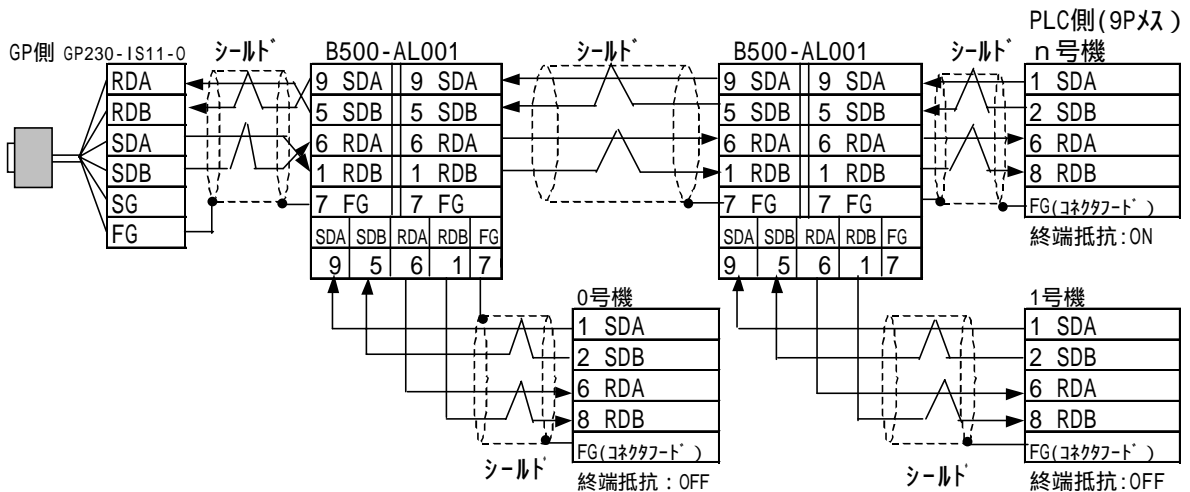 PLC側(9Pﾒｽ)
GP側 GP230-IS11-O
ｼｰﾙﾄﾞ
B500-AL001
ｼｰﾙﾄﾞ
B500-AL001
ｼｰﾙﾄﾞ
n号機
RDA
RDB
SDA
SDB
SG
FG
9 SDA 9 SDA
5 SDB 5 SDB
6 RDA 6 RDA
1 RDB 1 RDB
7 FG 7 FG
SDA SDB RDA RDB FG
9 5 6 1 7
9 SDA 9 SDA
5 SDB 5 SDB
6 RDA 6 RDA
1 RDB 1 RDB
7 FG 7 FG
SDA SDB RDA RDB FG
9 5 6 1 7
1 SDA
2 SDB
6 RDA
8 RDB
FG(ｺﾈｸﾀﾌｰﾄﾞ)
終端抵抗:ON
0号機
1 SDA
2 SDB
6 RDA
8 RDB
FG(ｺﾈｸﾀﾌｰﾄﾞ)
ｼｰﾙﾄﾞ
終端抵抗：OFF
1号機
1 SDA
2 SDB
6 RDA
8 RDB
FG(ｺﾈｸﾀﾌｰﾄﾞ)
ｼｰﾙﾄﾞ
終端抵抗:OFF